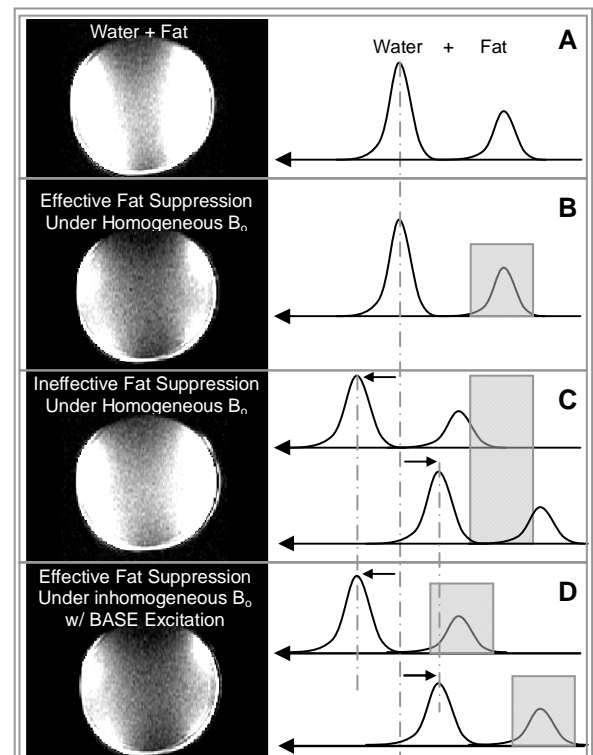 Water + Fat
Water + Fat
A
Effective Fat Suppression
Under Homogeneous Bₒ
B
Ineffective Fat Suppression
Under Homogeneous Bₒ
C
Effective Fat Suppression
Under inhomogeneous Bₒ
w/ BASE Excitation
D